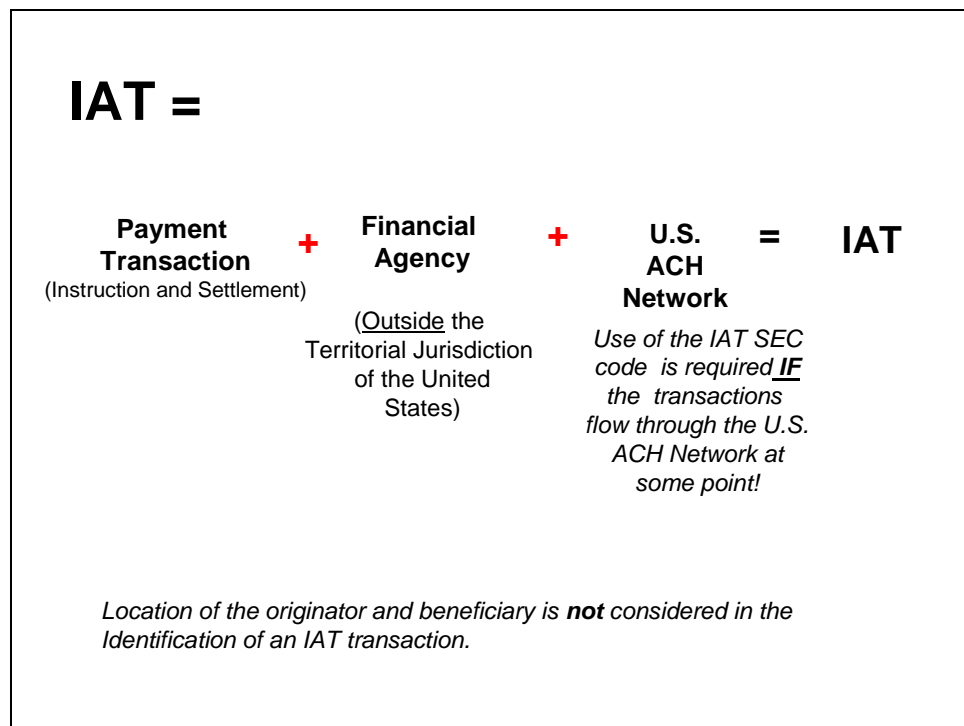 IAT =
Payment
Transaction
(Instruction and Settlement)
+
Financial
Agency
(Outside the
Territorial Jurisdiction
of the United
States)
+
U.S.
ACH
Network
Use of the IAT SEC
code is required IF
the transactions
flow through the U.S.
ACH Network at
some point!
=
IAT
Location of the originator and beneficiary is not considered in the
Identification of an IAT transaction.